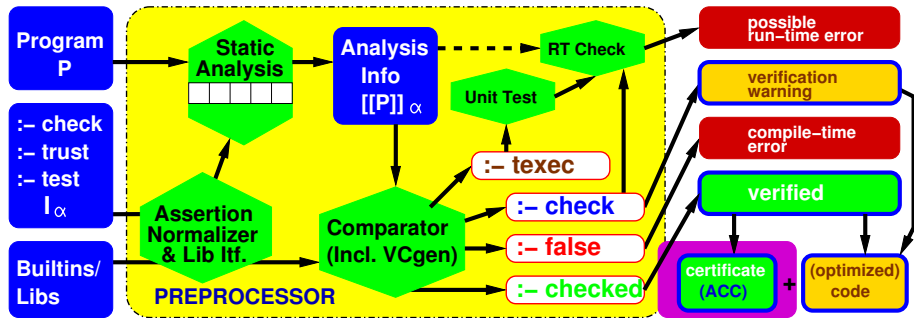 Program
P
:− check
:− trust
:− test
I α
Builtins/
Libs
Static
Analysis
Assertion
Normalizer
& Lib Itf.
PREPROCESSOR
Analysis
Info
[[P]] α
Comparator
(Incl. VCgen)
RT Check
Unit Test
:− texec
:− check
:− false
:− checked
possible
run−time error
verification
warning
compile−time
error
verified
certificate
(ACC)
+
(optimized)
code